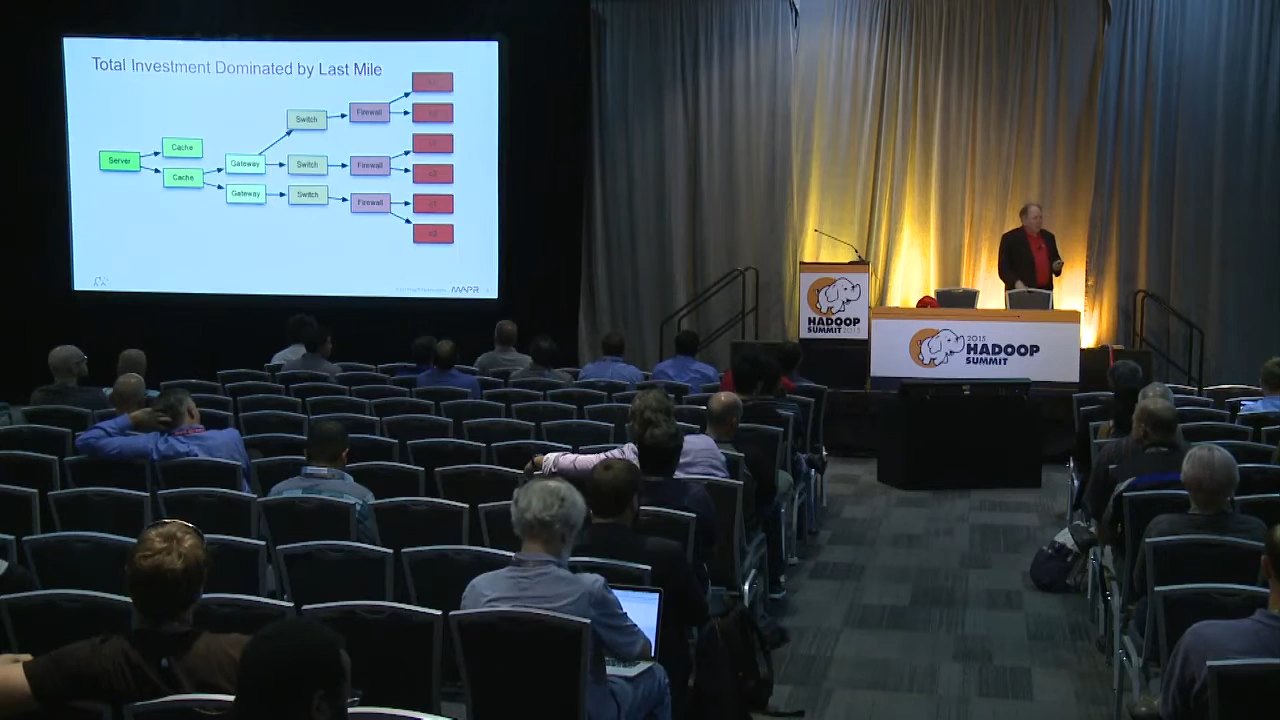 Total Investment Dominated by Last Mile
Switch
Firewall
Cache
Server
Gateway
Switch
Firewall
Cache
Gateway
Switch
Firewall
MAPR
HADOOP
SUMMIT 2015
2015
HADOOP
SUMMIT